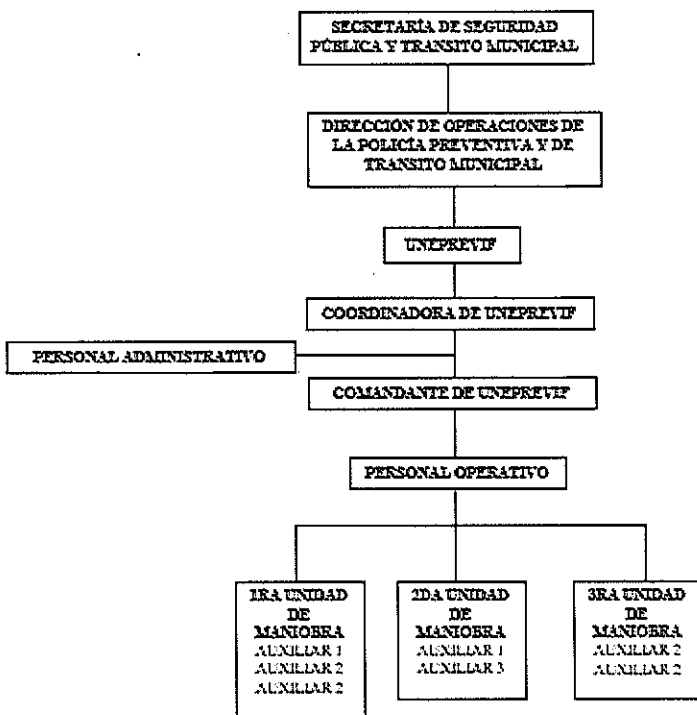 SECRETARÍA DE SEGURIDAD
PÚBLICA Y TRANSITO MUNICIPAL
DIRECCIÓN DE OPERACIONES DE
LA POLICÍA PREVENTIVA Y DE
TRANSITO MUNICIPAL
UNEPREVIF
COORDINADORA DE UNEPREVIF
PERSONAL ADMINISTRATIVO
COMANDANTE DE UNEPREVIF
PERSONAL OPERATIVO
1RA UNIDAD
DE
MANIOBRA
AUXILIAR 1
AUXILIAR 2
AUXILIAR 2
2DA UNIDAD
DE
MANIOBRA
AUXILIAR 1
AUXILIAR 3
3RA UNIDAD
DE
MANIOBRA
AUXILIAR 2
AUXILIAR 2